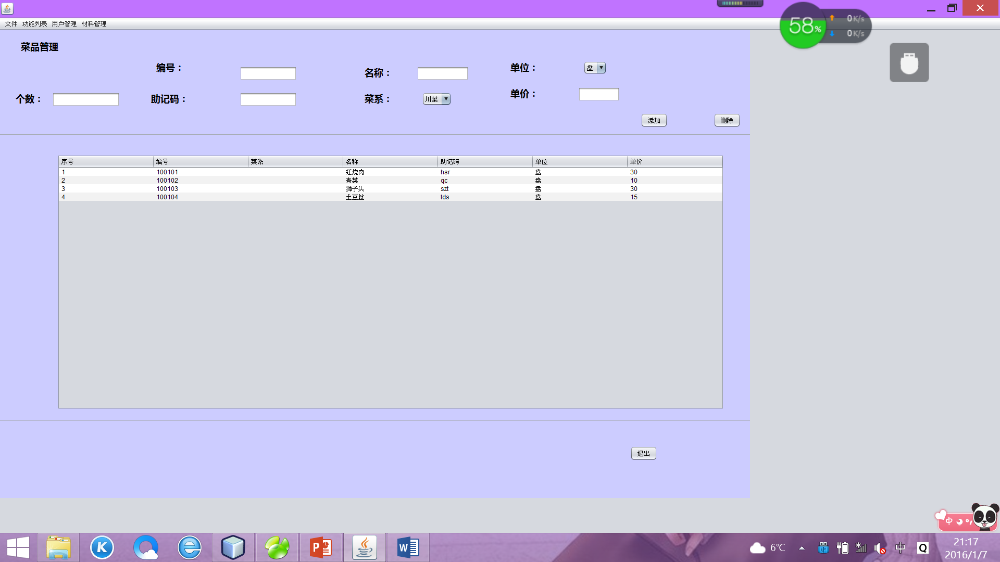 58%
0K/s
0K/s
文件 功能列表 用户管理 材料管理
菜品管理
编号：
名称：
单位：
盘
个数：
助记码：
菜系：
川菜
单价：
添加
删除
序号 编号 菜系 名称 助记码 单位 单价
1 100101 红烧肉 hsr 盘 30
2 100102 青菜 qc 盘 10
3 100103 狮子头 szt 盘 30
4 100104 土豆丝 tds 盘 15
退出
中
6℃
中
Q
21:17
2016/1/7